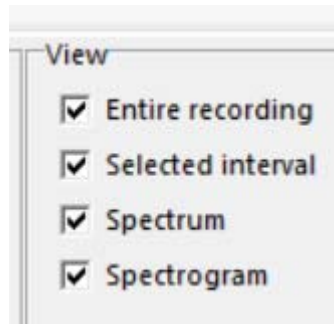 View
Entire recording
Selected interval
Spectrum
Spectrogram